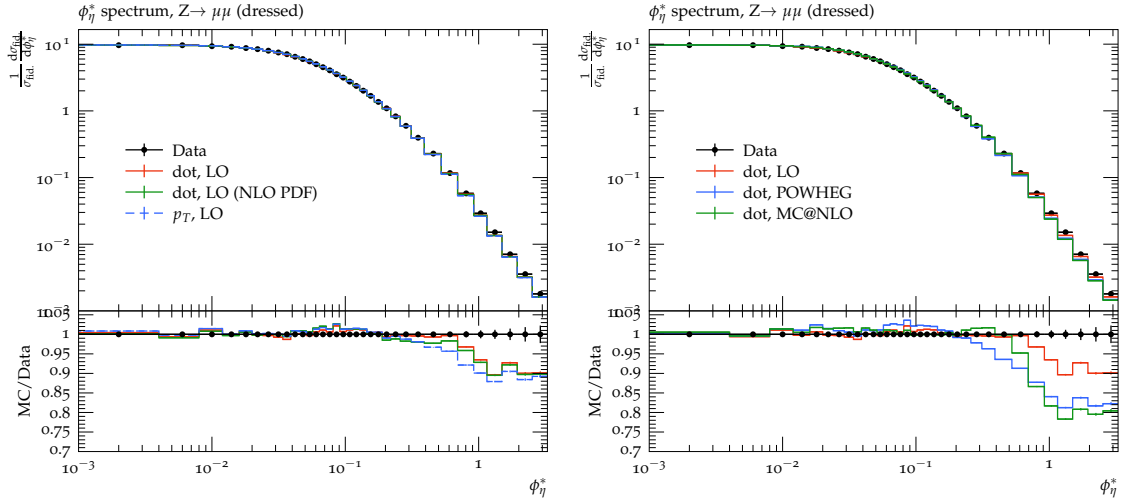 ϕ*η spectrum, Z→ μμ (dressed)
1/σfid. dσfid./dϕ*η
10¹
1
10⁻¹
10⁻²
Data
dot, LO
dot, LO (NLO PDF)
pT, LO
1.05
1
0.95
0.9
0.85
0.8
0.75
0.7
MC/Data
10⁻³ 10⁻² 10⁻¹ 1
ϕ*η
ϕ*η spectrum, Z→ μμ (dressed)
1/σfid. dσfid./dϕ*η
10¹
1
10⁻¹
10⁻²
Data
dot, LO
dot, POWHEG
dot, MC@NLO
1.05
1
0.95
0.9
0.85
0.8
0.75
0.7
MC/Data
10⁻³ 10⁻² 10⁻¹ 1
ϕ*η